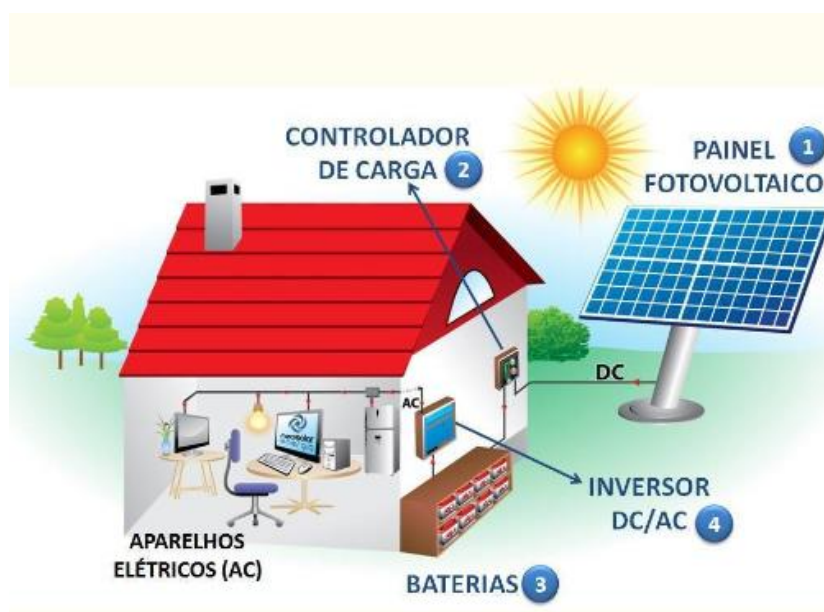 CONTROLADOR
DE CARGA 2
PAINEL 1
FOTOVOLTAICO
DC
AC
INVERSOR
DC/AC 4
APARELHOS
ELÉTRICOS (AC)
BATERIAS 3